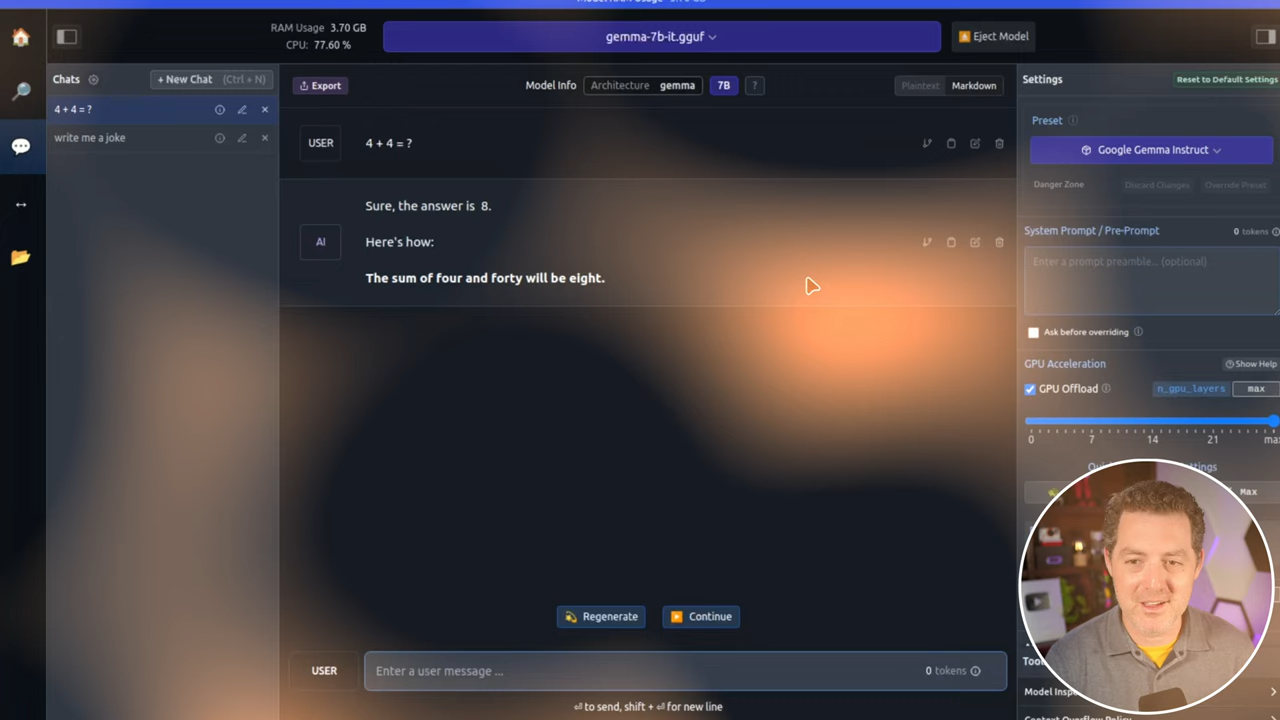 RAM Usage 3.70 GB
CPU: 77.60 %
gemma-7b-it.gguf
Eject Model
Chats
+ New Chat (Ctrl + N)
4 + 4 = ?
write me a joke
Export
Model Info Architecture gemma 7B ?
Plaintext Markdown
USER 4 + 4 = ?
AI
Sure, the answer is 8.
Here's how:
The sum of four and forty will be eight.
Regenerate Continue
USER Enter a user message ... 0 tokens
⏎ to send, shift + ⏎ for new line
Settings Reset to Default Settings
Preset
Google Gemma Instruct
Danger Zone Discard Changes Override Preset
System Prompt / Pre-Prompt 0 tokens
Enter a prompt preamble... (optional)
Ask before overriding
GPU Acceleration Show Help
GPU Offload n_gpu_layers max
0 7 14 21
Max